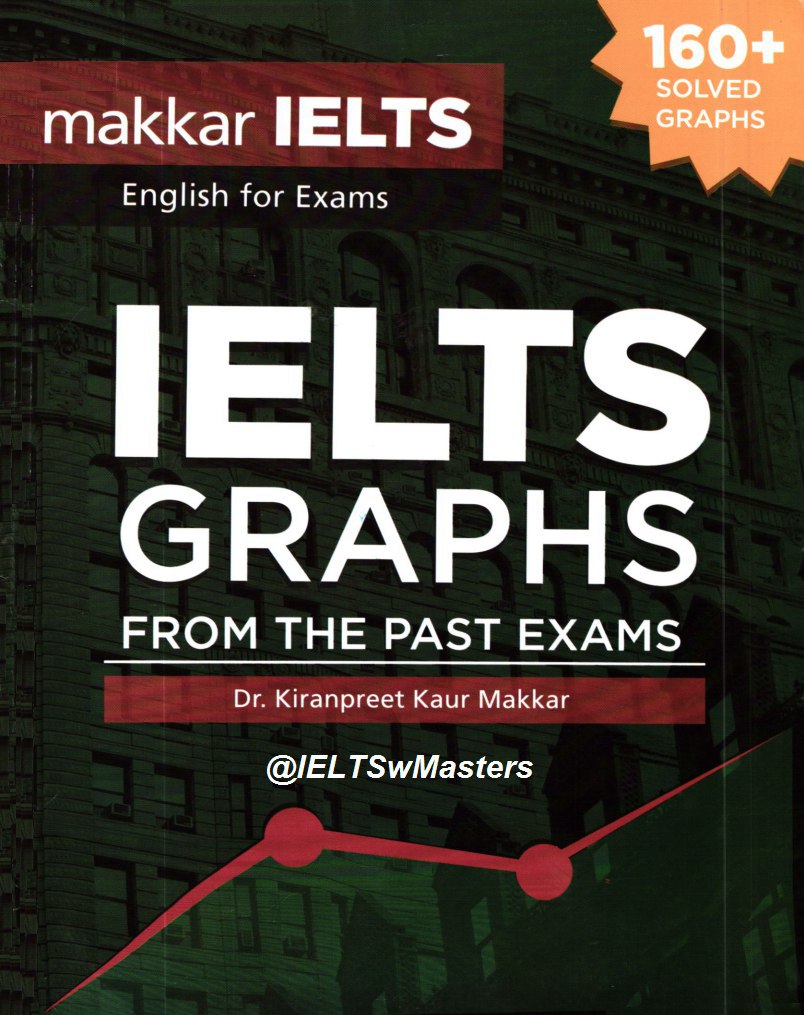 160+
SOLVED
GRAPHS
makkar IELTS
English for Exams
IELTS
GRAPHS
FROM THE PAST EXAMS
Dr. Kiranpreet Kaur Makkar
@IELTSwMasters